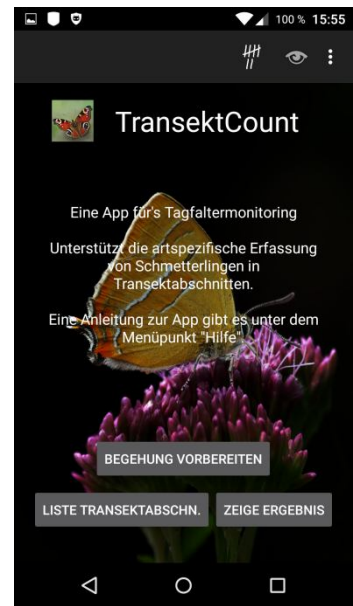 100 % 15:55
TransektCount
Eine App für's Tagfaltermonitoring
Unterstützt die artspezifische Erfassung
von Schmetterlingen in
Transektabschnitten.
Eine Anleitung zur App gibt es unter dem
Menüpunkt "Hilfe"
BEGEHUNG VORBEREITEN
LISTE TRANSEKTABSCHN. ZEIGE ERGEBNIS